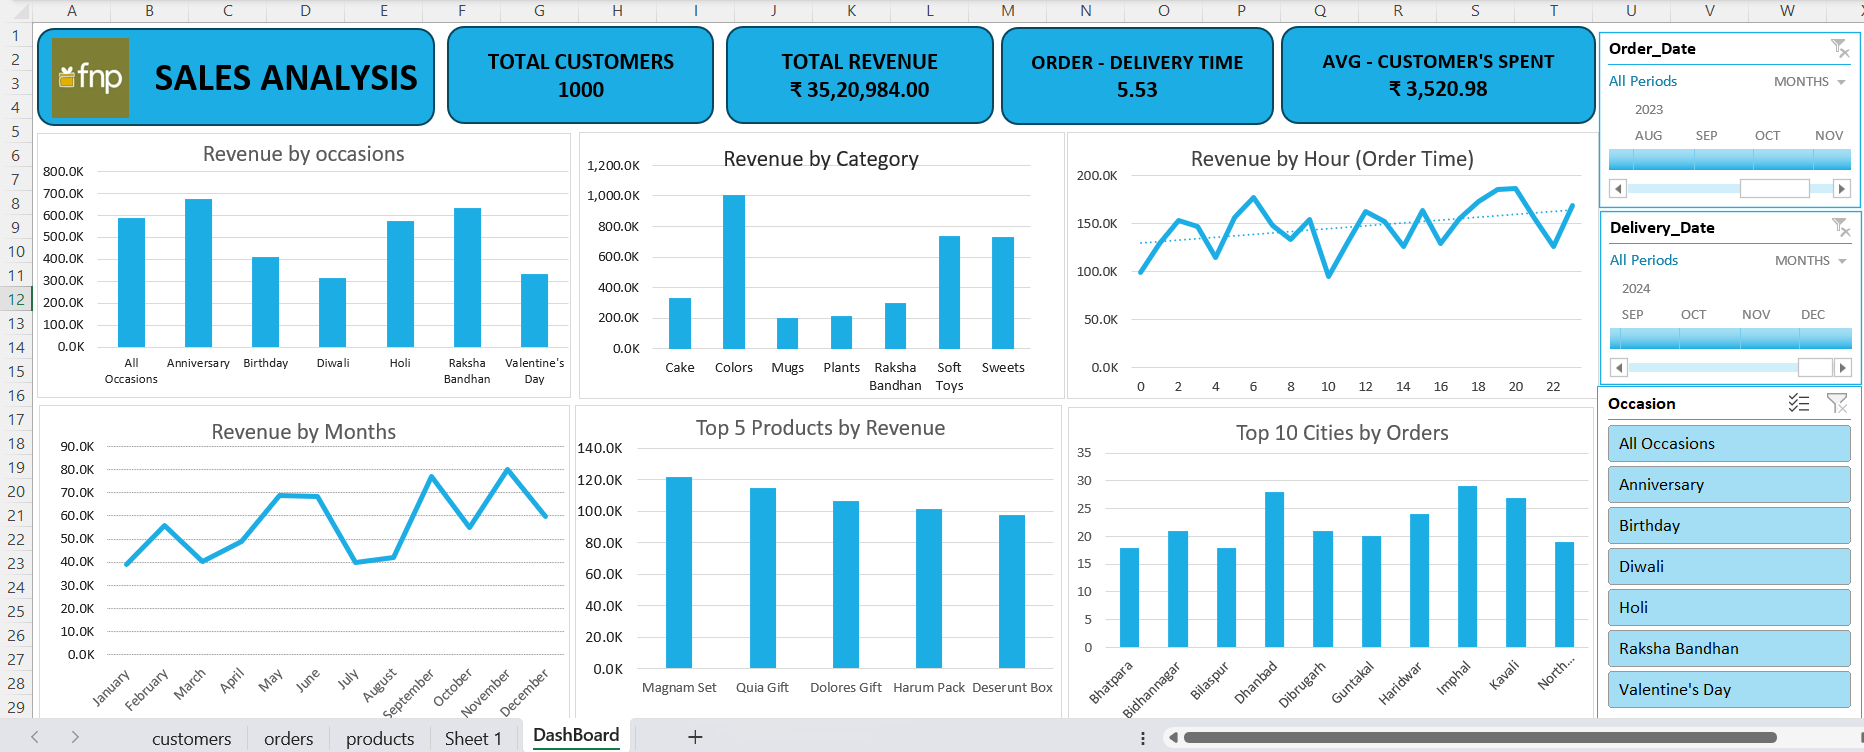 A B C D E F G H I J K L M N O P Q R S T U V W
1
2
3
4
5
6
7
8
9
10
11
12
13
14
15
16
17
18
19
20
21
22
23
24
25
26
27
28
29
fnp
SALES ANALYSIS
TOTAL CUSTOMERS
1000
TOTAL REVENUE
₹ 35,20,984.00
ORDER - DELIVERY TIME
5.53
AVG - CUSTOMER'S SPENT
₹ 3,520.98
Revenue by occasions
800.0K
700.0K
600.0K
500.0K
400.0K
300.0K
200.0K
100.0K
0.0K
All
Occasions
Anniversary
Birthday
Diwali
Holi
Raksha
Bandhan
Valentine's
Day
Revenue by Category
1,200.0K
1,000.0K
800.0K
600.0K
400.0K
200.0K
0.0K
Cake
Colors
Mugs
Plants
Raksha
Bandhan
Soft
Toys
Sweets
Revenue by Hour (Order Time)
200.0K
150.0K
100.0K
50.0K
0.0K
0 2 4 6 8 10 12 14 16 18 20 22
Order_Date
All Periods
MONTHS
2023
AUG SEP OCT NOV
Delivery_Date
All Periods
MONTHS
2024
SEP OCT NOV DEC
Revenue by Months
90.0K
80.0K
70.0K
60.0K
50.0K
40.0K
30.0K
20.0K
10.0K
0.0K
January
February
March
April
May
June
July
August
September
October
November
December
Top 5 Products by Revenue
140.0K
120.0K
100.0K
80.0K
60.0K
40.0K
20.0K
0.0K
Magnam Set
Quia Gift
Dolores Gift
Harum Pack
Deserunt Box
Top 10 Cities by Orders
35
30
25
20
15
10
5
0
Bhatpara
Bidhannagar
Bilaspur
Dhanbad
Dibrugarh
Guntakal
Haridwar
Imphal
Kavali
North...
Occasion
All Occasions
Anniversary
Birthday
Diwali
Holi
Raksha Bandhan
Valentine's Day
customers
orders
products
Sheet 1
DashBoard